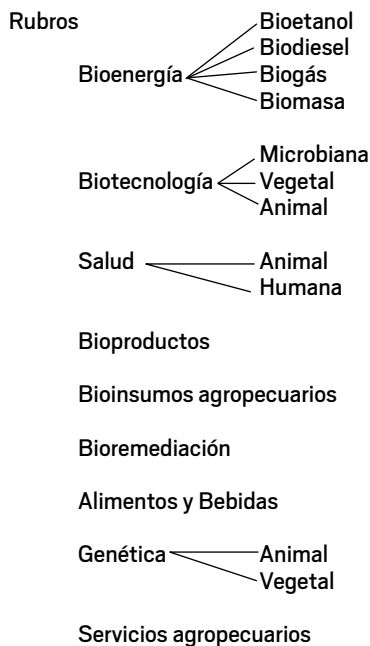 Rubros
Bioenergía
Bioetanol
Biodiesel
Biogás
Biomasa
Biotecnología
Microbiana
Vegetal
Animal
Salud
Animal
Humana
Bioproductos
Bioinsumos agropecuarios
Bioremediación
Alimentos y Bebidas
Genética
Animal
Vegetal
Servicios agropecuarios